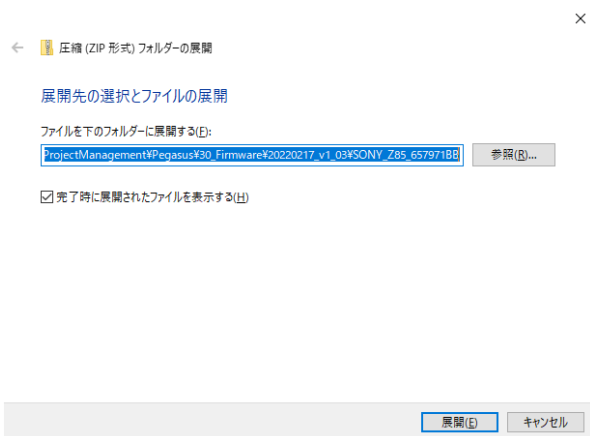 圧縮 (ZIP 形式) フォルダーの展開
展開先の選択とファイルの展開
ファイルを下のフォルダーに展開する(F):
ProjectManagement¥Pegasus¥30_Firmware¥20220217_v1_03¥SONY_Z85_657971BB
参照(R)...
完了時に展開されたファイルを表示する(H)
展開(E)
キャンセル